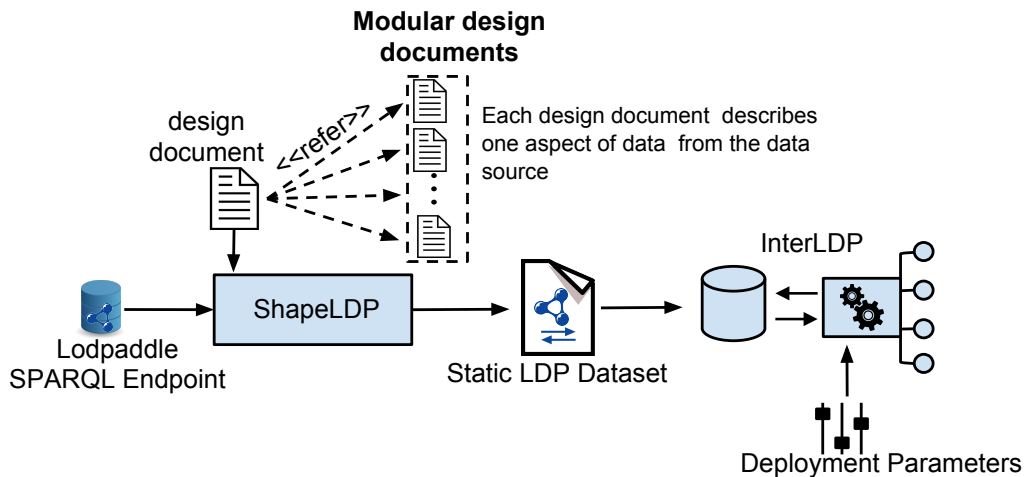 Modular design
documents
design
document
<<refer>>
Each design document describes
one aspect of data from the data
source
InterLDP
ShapeLDP
Lodpaddle
SPARQL Endpoint
Static LDP Dataset
Deployment Parameters